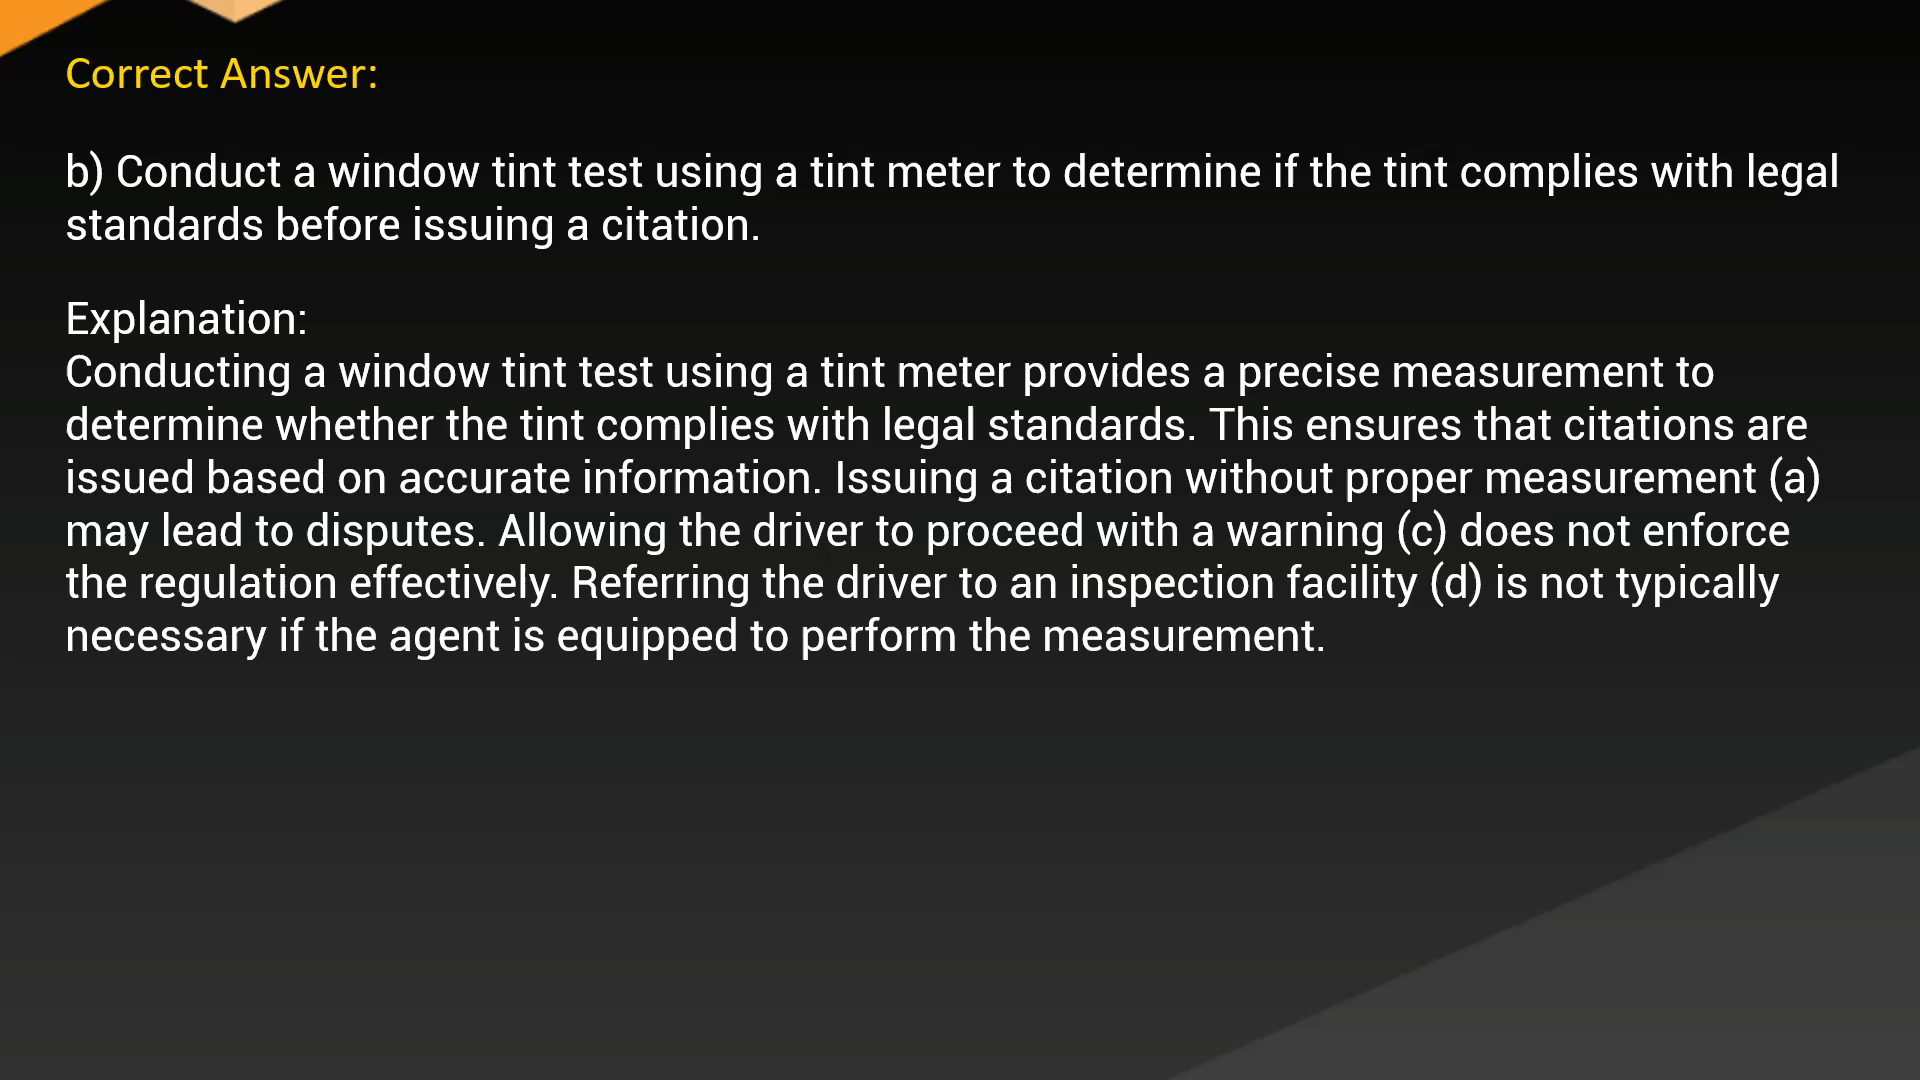 Correct Answer:
b) Conduct a window tint test using a tint meter to determine if the tint complies with legal
standards before issuing a citation.
Explanation:
Conducting a window tint test using a tint meter provides a precise measurement to
determine whether the tint complies with legal standards. This ensures that citations are
issued based on accurate information. Issuing a citation without proper measurement (a)
may lead to disputes. Allowing the driver to proceed with a warning (c) does not enforce
the regulation effectively. Referring the driver to an inspection facility (d) is not typically
necessary if the agent is equipped to perform the measurement.